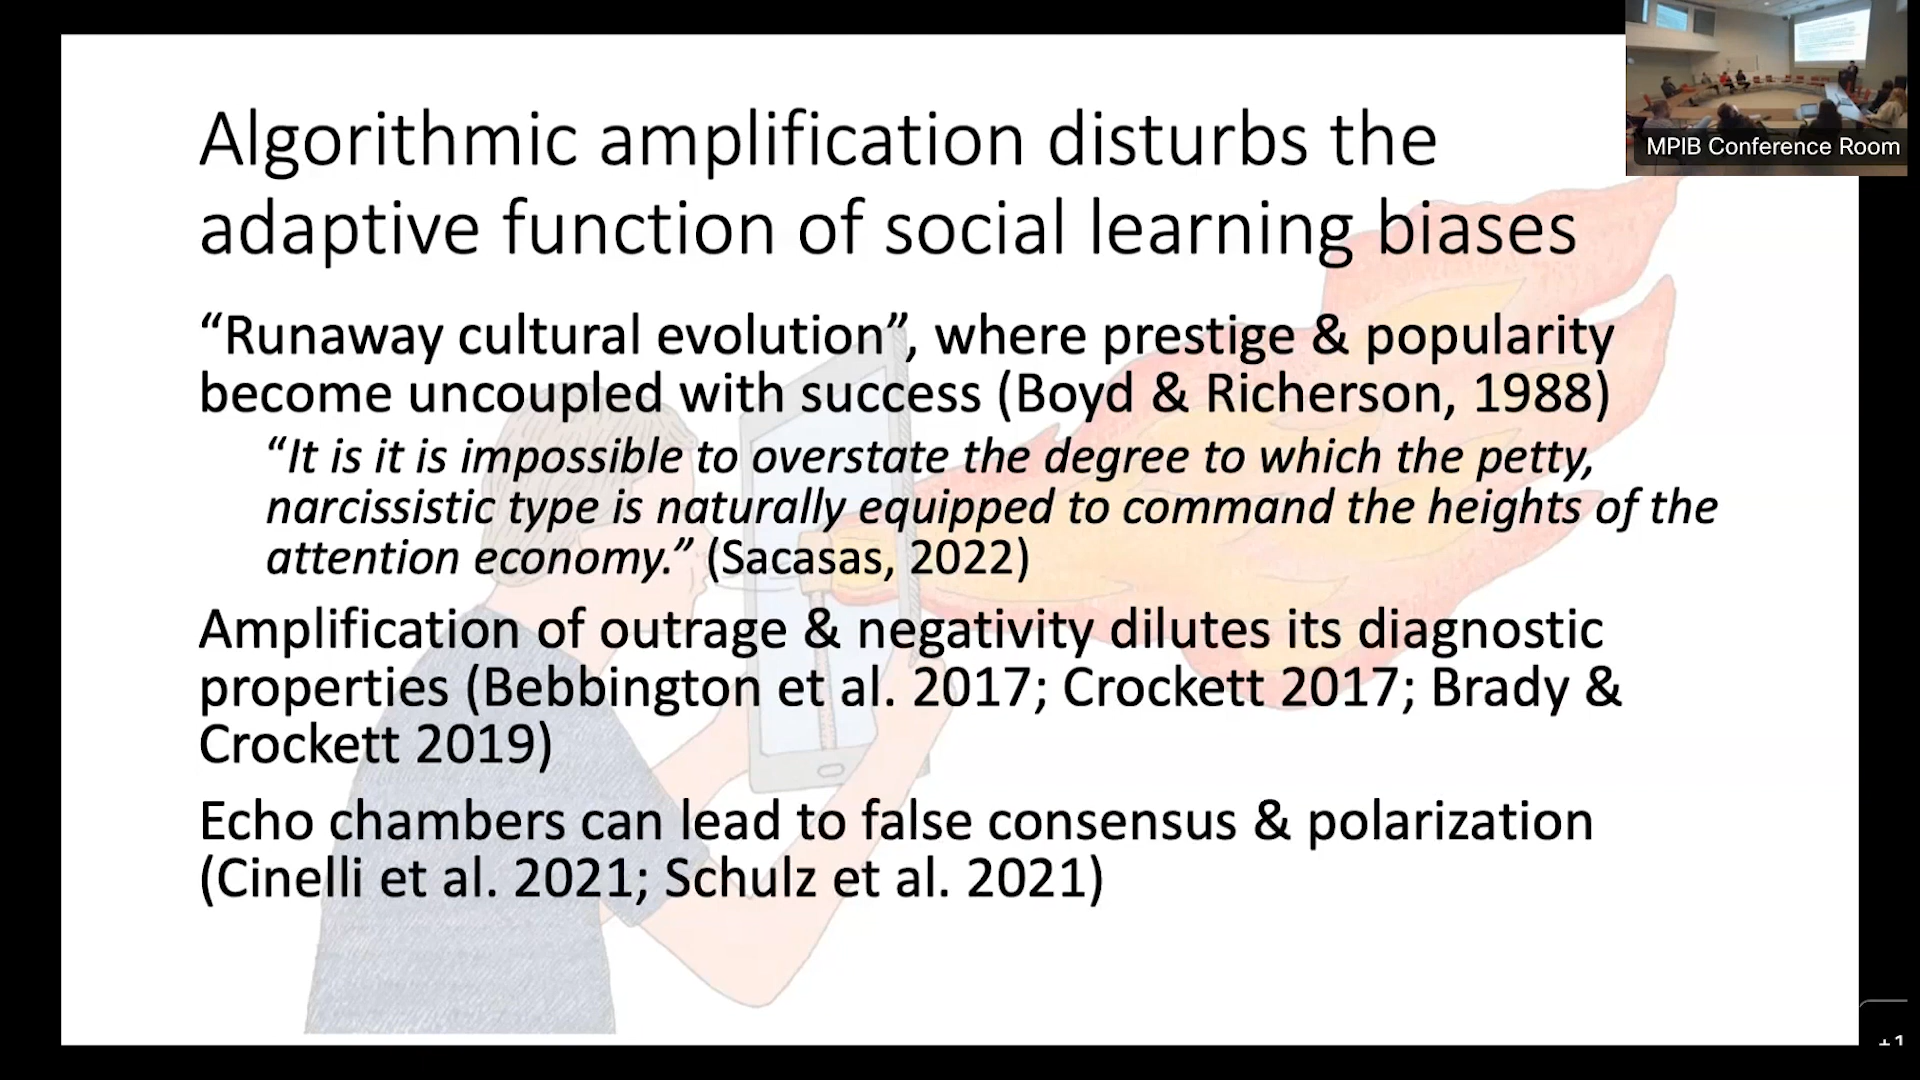 MPIB Conference Room
Algorithmic amplification disturbs the
adaptive function of social learning biases
“Runaway cultural evolution”, where prestige & popularity
become uncoupled with success (Boyd & Richerson, 1988)
“It is it is impossible to overstate the degree to which the petty,
narcissistic type is naturally equipped to command the heights of the
attention economy.” (Sacasas, 2022)
Amplification of outrage & negativity dilutes its diagnostic
properties (Bebbington et al. 2017; Crockett 2017; Brady &
Crockett 2019)
Echo chambers can lead to false consensus & polarization
(Cinelli et al. 2021; Schulz et al. 2021)